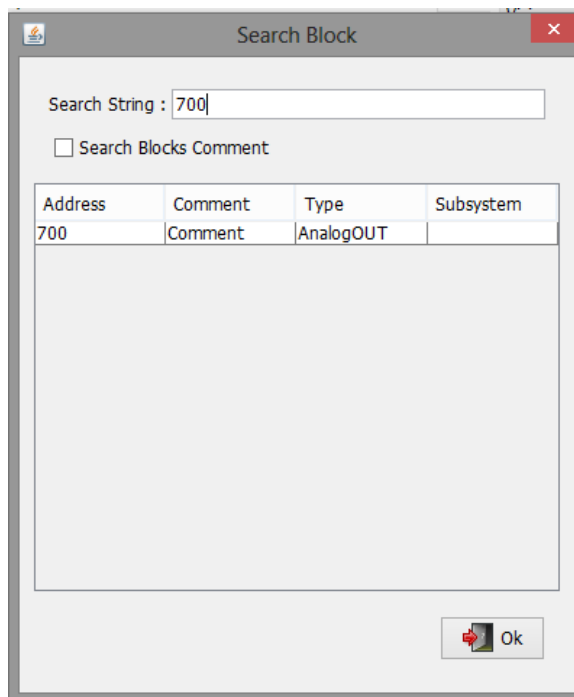 Search Block
Search String : 700
Search Blocks Comment
Address Comment Type Subsystem
700 Comment AnalogOUT
Ok